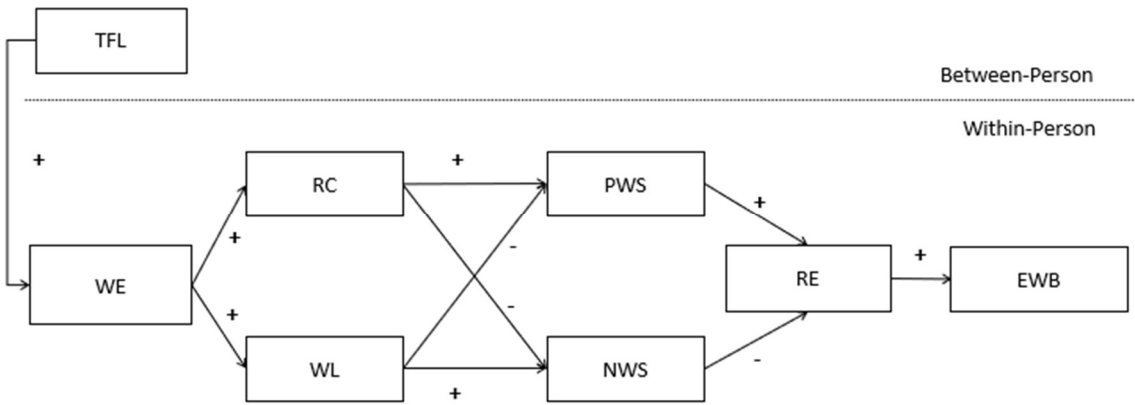 TFL
Between-Person
Within-Person
+
RC
+
PWS
+
+
-
WE
RE
+
EWB
+
-
WL
+
NWS
-